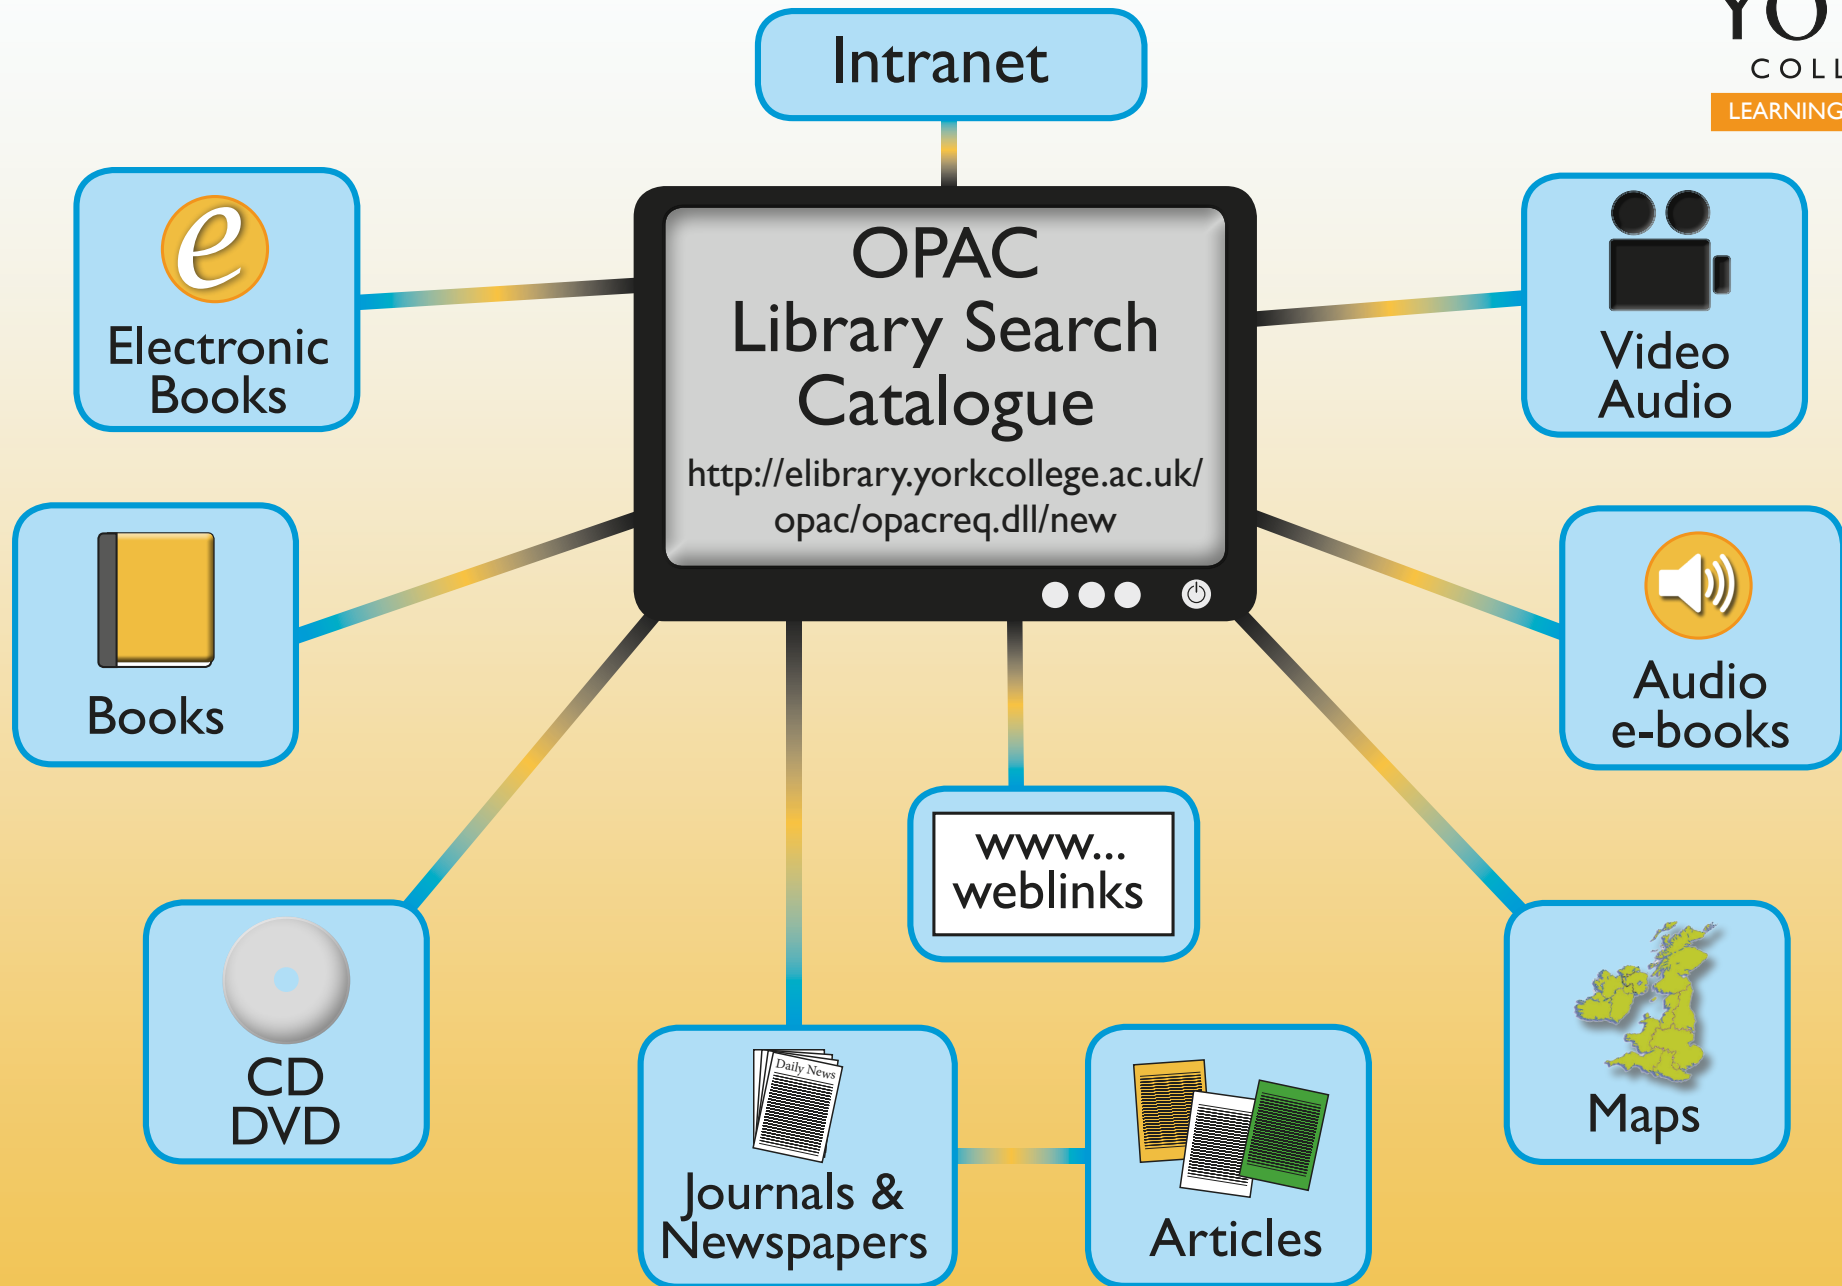 Intranet
YO
COLL
LEARNING
e
Electronic
Books
OPAC
Library Search
Catalogue
http://elibrary.yorkcollege.ac.uk/
opac/opacreq.dll/new
Video
Audio
Books
Audio
e-books
www...
weblinks
CD
DVD
Daily News
Journals &
Newspapers
Articles
Maps